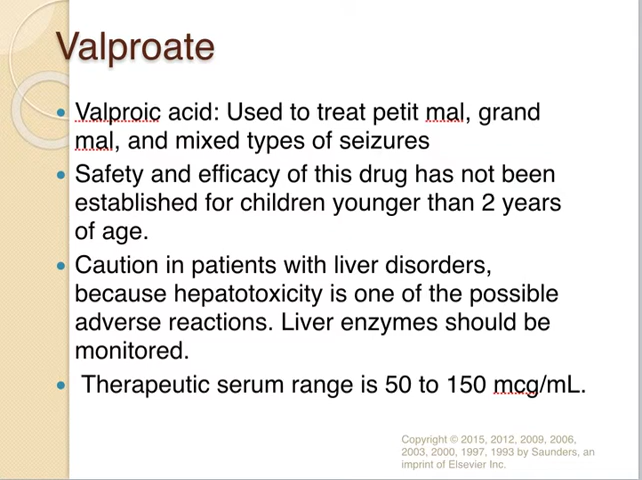 Valproate
• Valproic acid: Used to treat petit mal, grand
mal, and mixed types of seizures
• Safety and efficacy of this drug has not been
established for children younger than 2 years
of age.
• Caution in patients with liver disorders,
because hepatotoxicity is one of the possible
adverse reactions. Liver enzymes should be
monitored.
• Therapeutic serum range is 50 to 150 mcg/mL.
Copyright © 2015, 2012, 2009, 2006,
2003, 2000, 1997, 1993 by Saunders, an
imprint of Elsevier Inc.